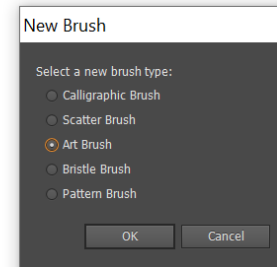 New Brush
Select a new brush type:
Calligraphic Brush
Scatter Brush
Art Brush
Bristle Brush
Pattern Brush
OK
Cancel